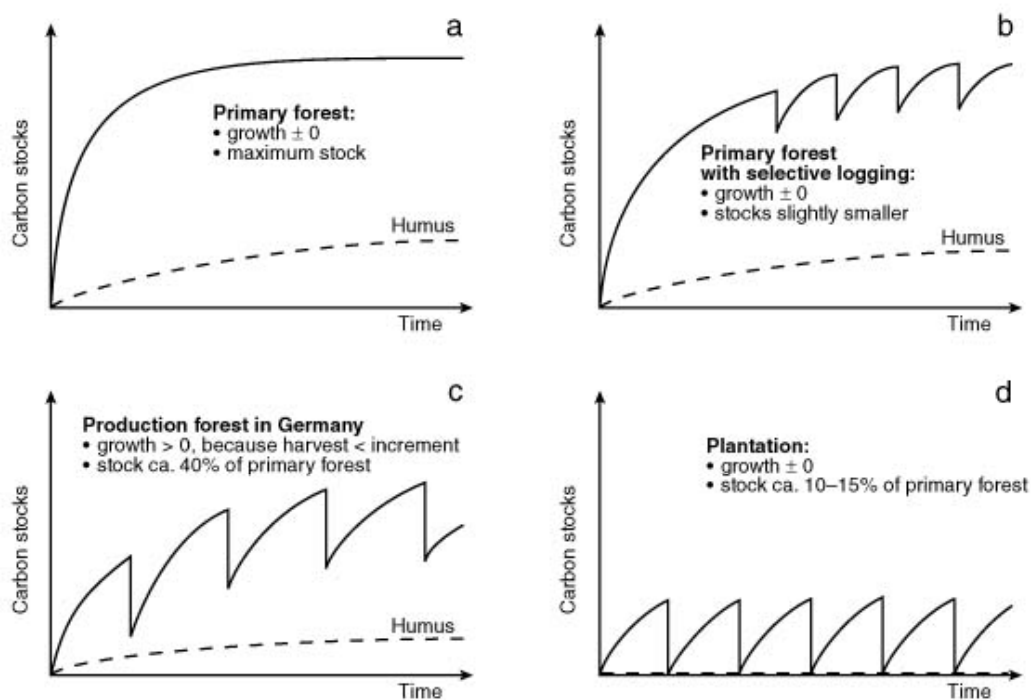 a
Carbon stocks
Primary forest:
• growth ± 0
• maximum stock
Humus
Time
b
Carbon stocks
Primary forest
with selective logging:
• growth ± 0
• stocks slightly smaller
Humus
Time
c
Carbon stocks
Production forest in Germany
• growth > 0, because harvest < increment
• stock ca. 40% of primary forest
Humus
Time
d
Carbon stocks
Plantation:
• growth ± 0
• stock ca. 10–15% of primary forest
Time